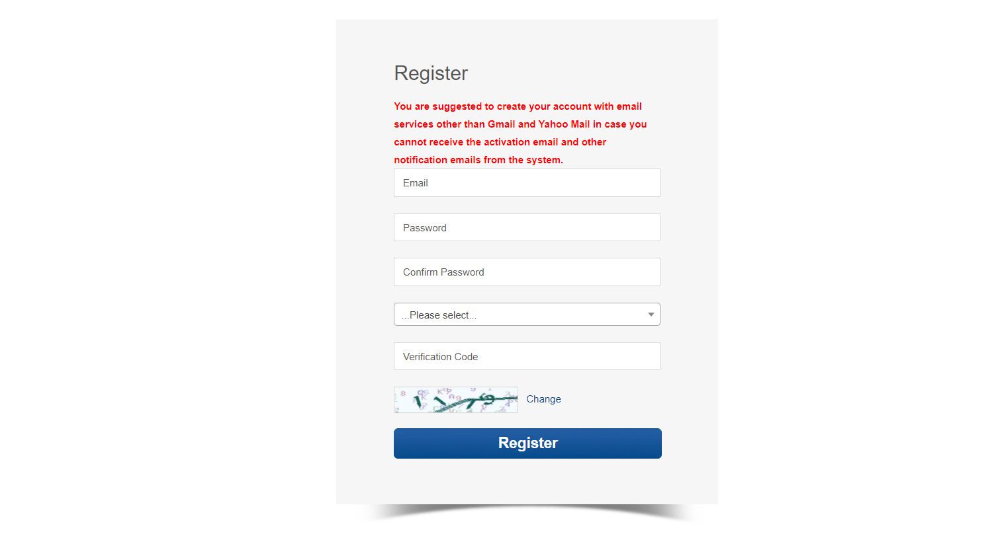 Register
You are suggested to create your account with email
services other than Gmail and Yahoo Mail in case you
cannot receive the activation email and other
notification emails from the system.
Email
Password
Confirm Password
...Please select...
Verification Code
Change
Register